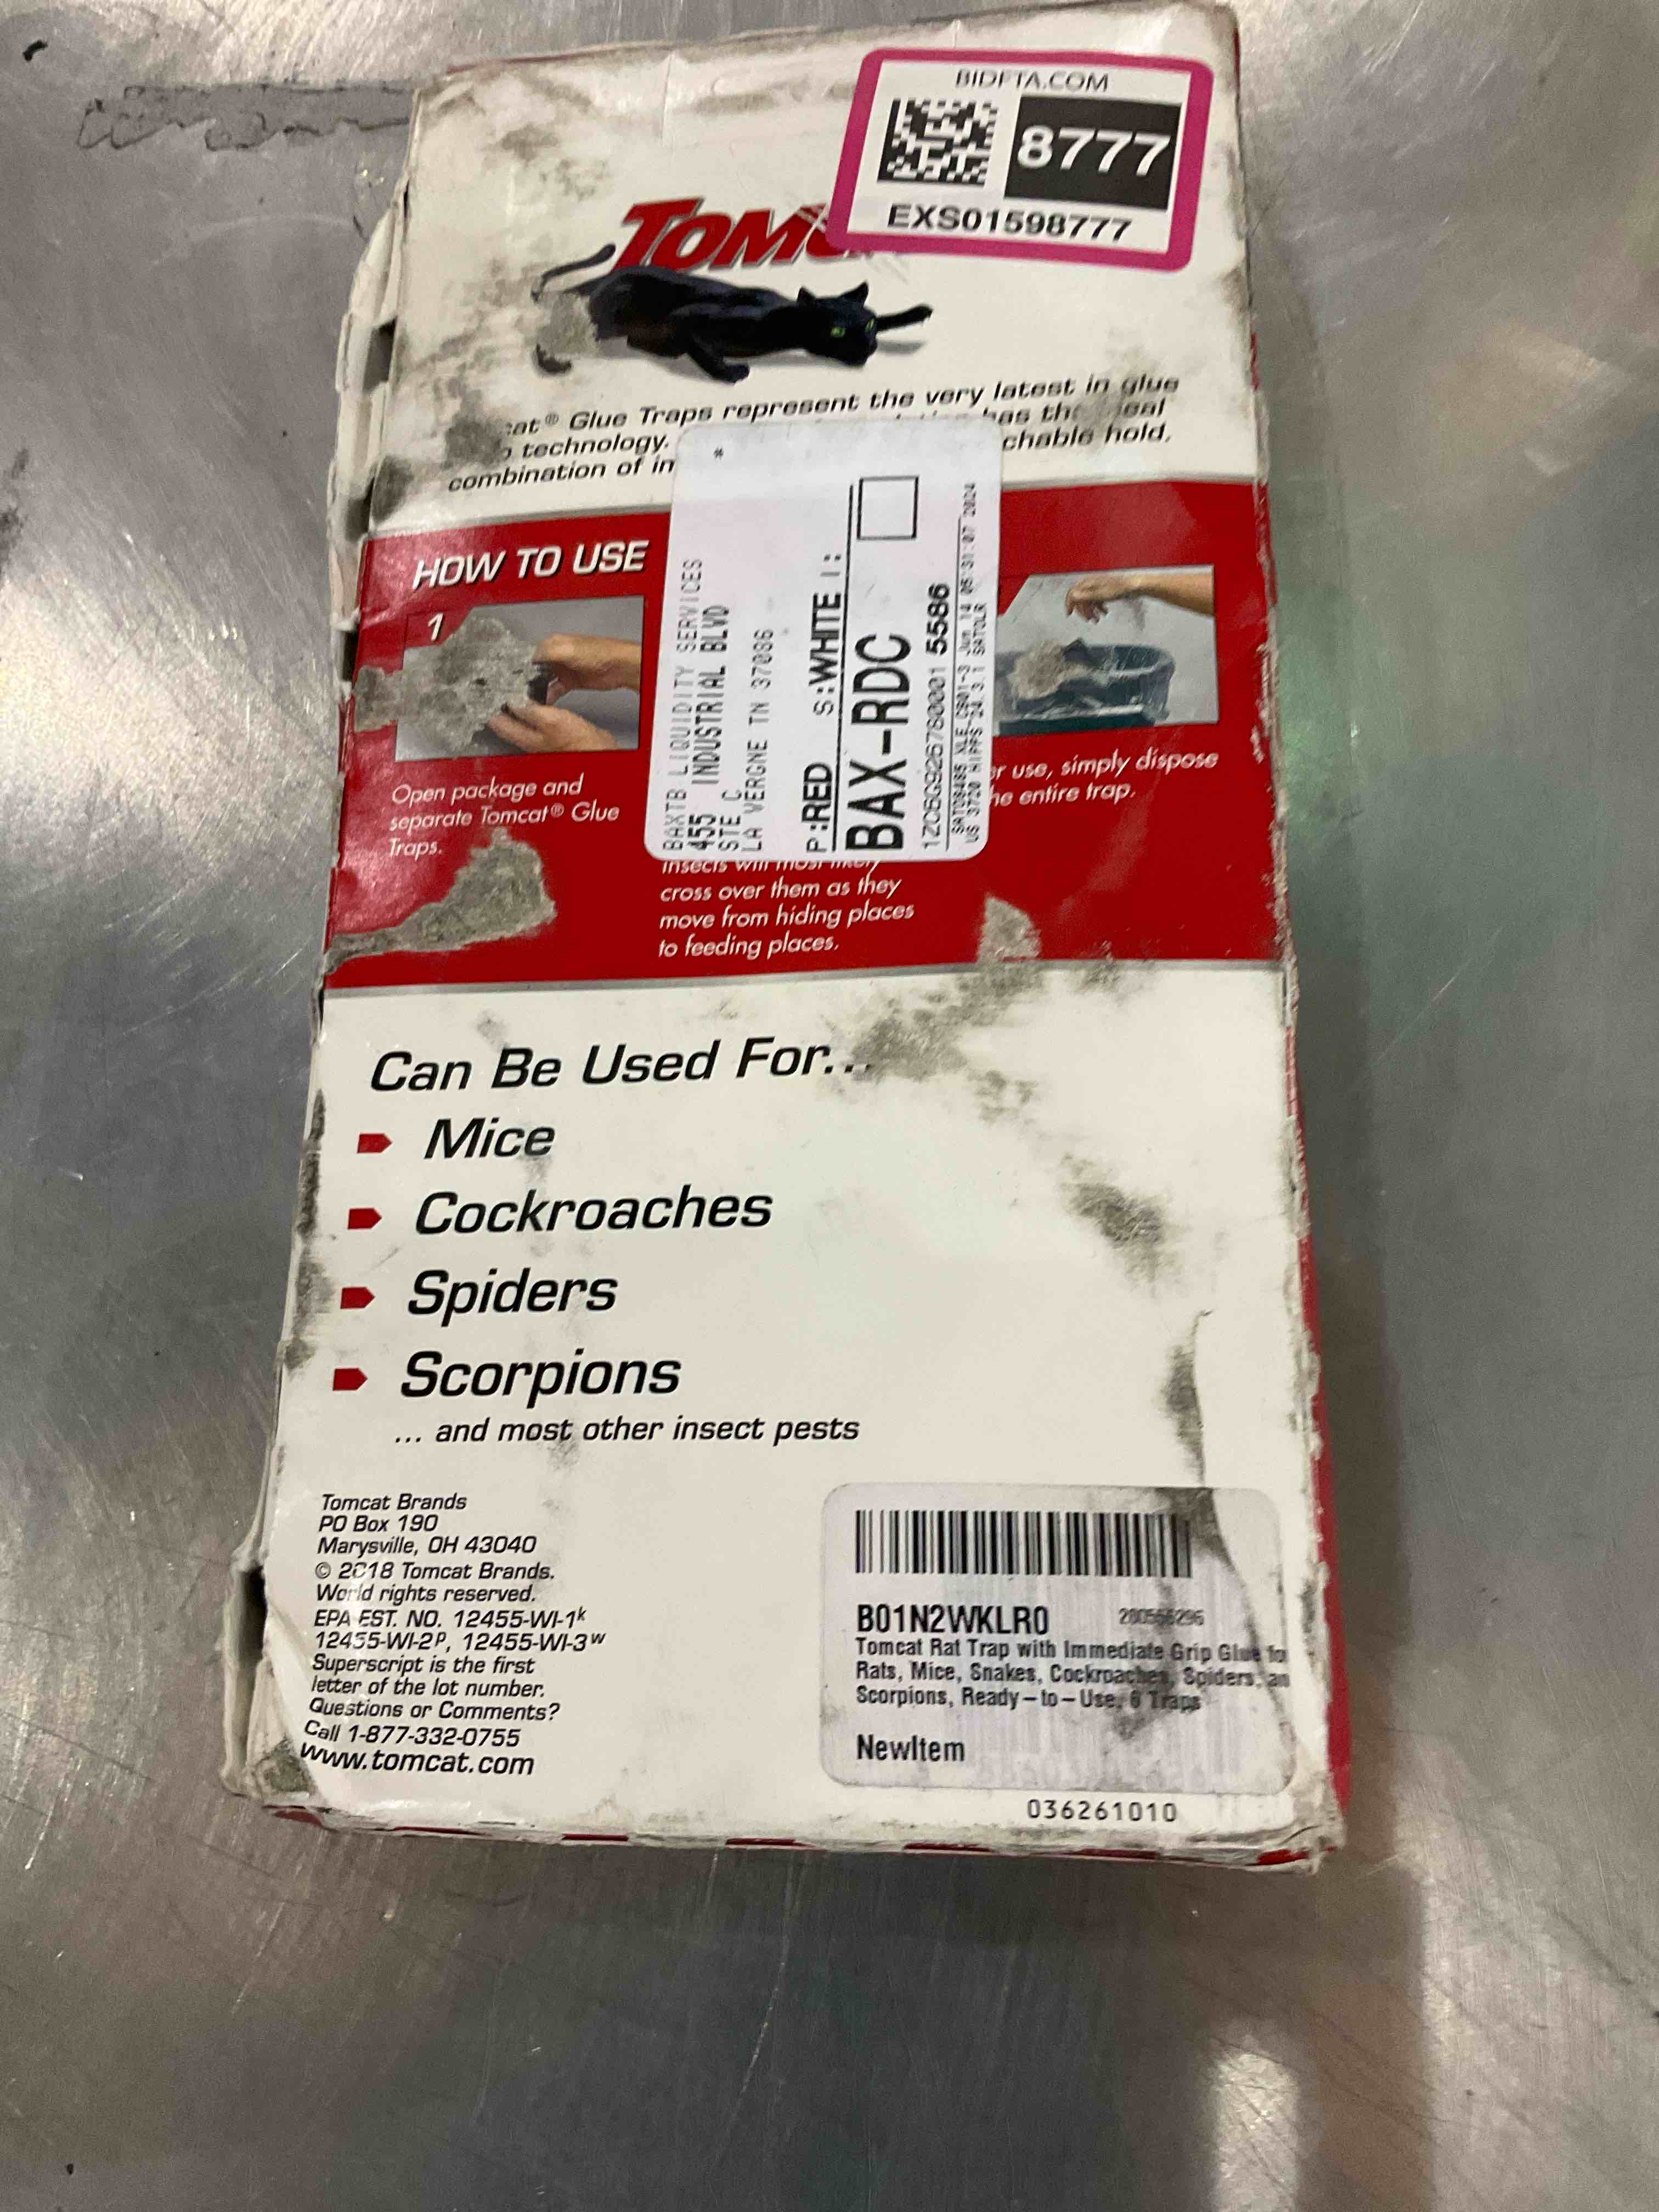 BIDFTA.COM
8777
EXS01598777
TOMC
cat® Glue Traps represent the very latest in glue
technology. has the
combination of in chable hold,
HOW TO USE
1
Open package and
separate Tomcat® Glue
Traps.
BAXTB LIQUIDITY SERVICES
455 INDUSTRIAL BLVD
STE C
LA VERGNE TN 37086
P:RED S:WHITE I:
BAX-RDC
5586
insects will most likely
cross over them as they
move from hiding places
to feeding places.
er use, simply dispose
he entire trap.
Can Be Used For...
Mice
Cockroaches
Spiders
Scorpions
... and most other insect pests
Tomcat Brands
PO Box 190
Marysville, OH 43040
© 2018 Tomcat Brands.
World rights reserved.
EPA EST. NO. 12455-WI-1k
12455-WI-2P, 12455-WI-3W
Superscript is the first
letter of the lot number.
Questions or Comments?
Call 1-877-332-0755
www.tomcat.com
B01N2WKLR0
Tomcat Rat Trap with Immediate Grip Glue fo
Rats, Mice, Snakes, Cockroaches, Spiders, an
Scorpions, Ready-to-Use, 6 Traps
NewItem
036261010